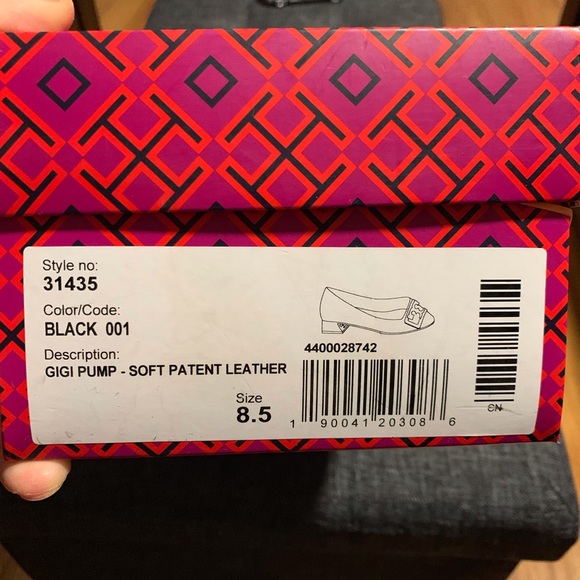 Style no:
31435
Color/Code:
BLACK 001
Description:
GIGI PUMP - SOFT PATENT LEATHER
Size
8.5
4400028742
1 90041 20308 6
CN